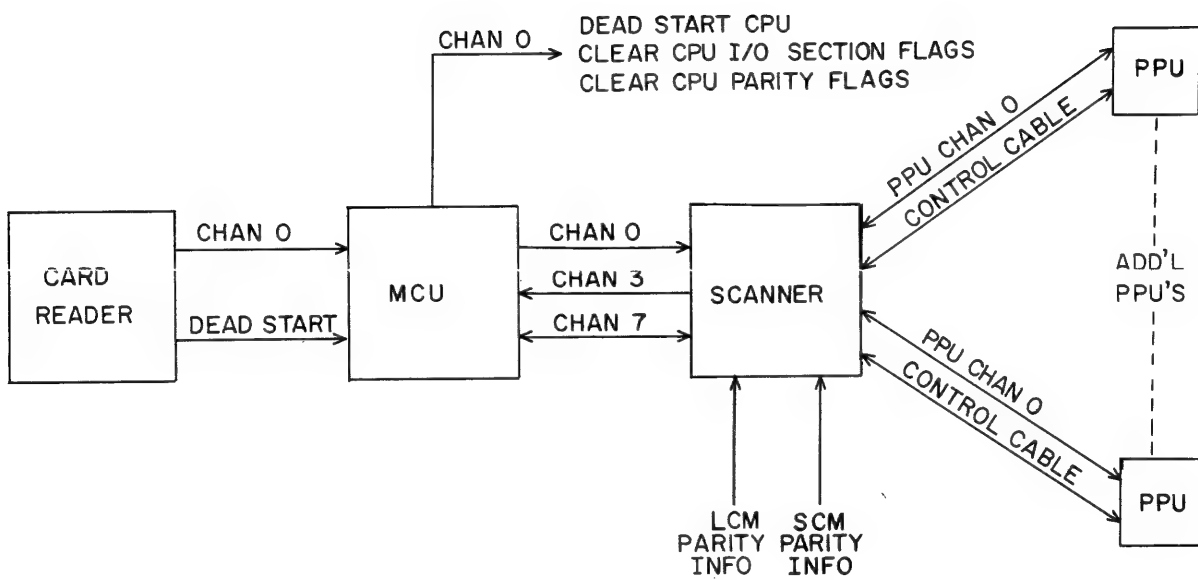 CHAN 0
DEAD START CPU
CLEAR CPU I/O SECTION FLAGS
CLEAR CPU PARITY FLAGS
PPU
PPU CHAN 0
CONTROL CABLE
CARD
READER
CHAN 0
DEAD START
MCU
CHAN 0
CHAN 3
CHAN 7
SCANNER
ADD'L
PPU'S
PPU CHAN 0
CONTROL CABLE
PPU
LCM
PARITY
INFO
SCM
PARITY
INFO